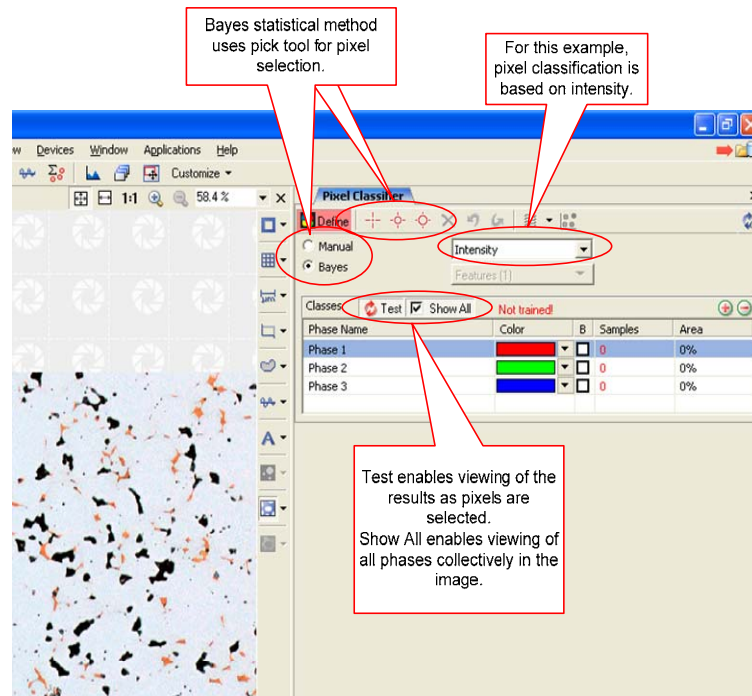 Bayes statistical method
uses pick tool for pixel
selection.
For this example,
pixel classification is
based on intensity.
w Devices Window Applications Help
Customize
1:1 58.4 %
Pixel Classifier
Define
Manual
Bayes
Intensity
Features (1)
Classes Test Show All Not trained!
Phase Name Color B Samples Area
Phase 1 0 0%
Phase 2 0 0%
Phase 3 0 0%
µm
A
Test enables viewing of the
results as pixels are
selected.
Show All enables viewing of
all phases collectively in the
image.